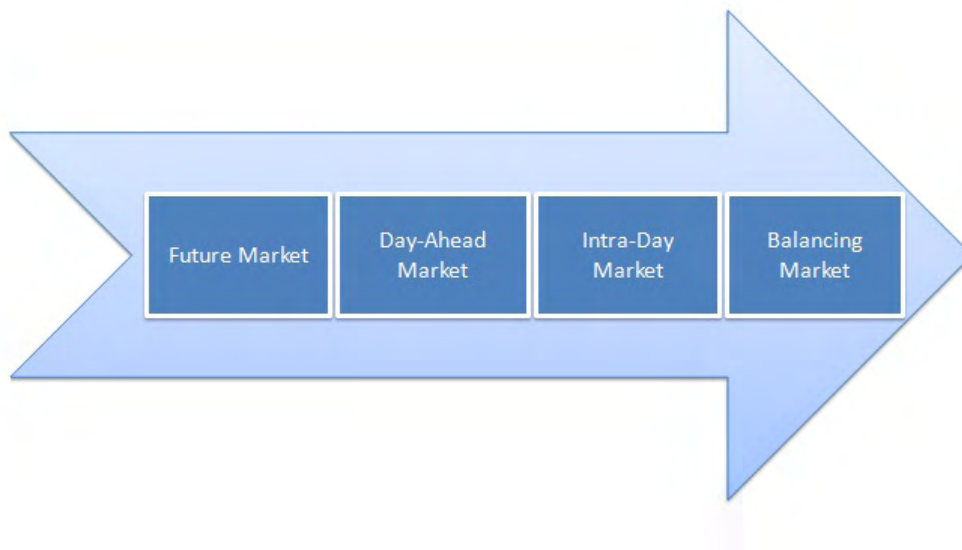 Future Market
Day-Ahead
Market
Intra-Day
Market
Balancing
Market